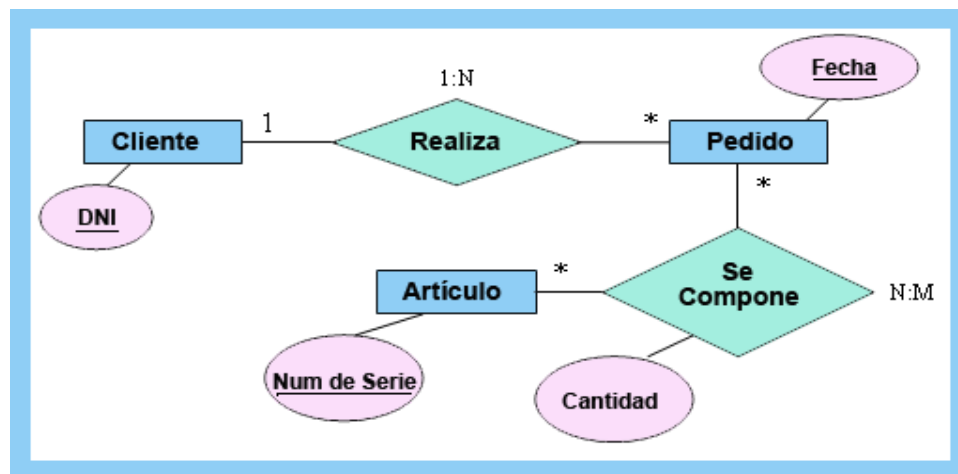 Fecha
1:N
Cliente
1
Realiza
*
Pedido
*
DNI
Artículo
*
Se
Compone
N:M
Num de Serie
Cantidad